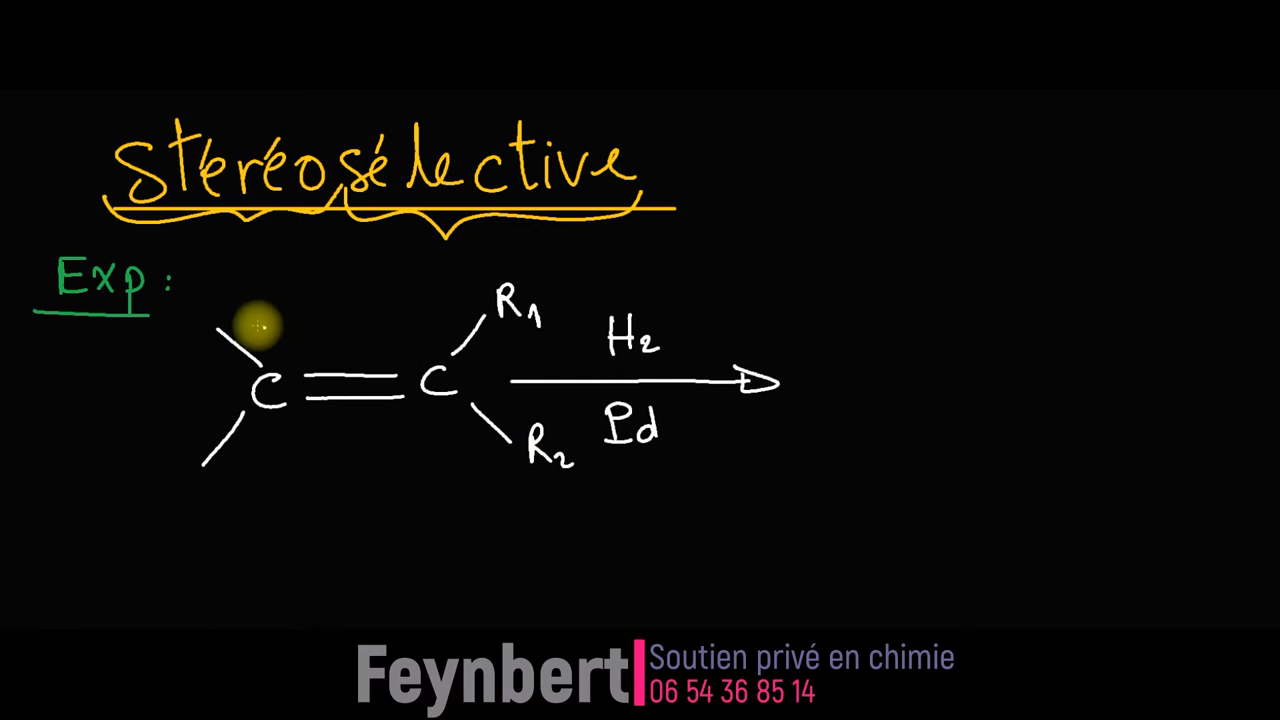 Stéréosélective
Exp :
C = C
R1
R2
H2
Pd
Feynbert
Soutien privé en chimie
06 54 36 85 14